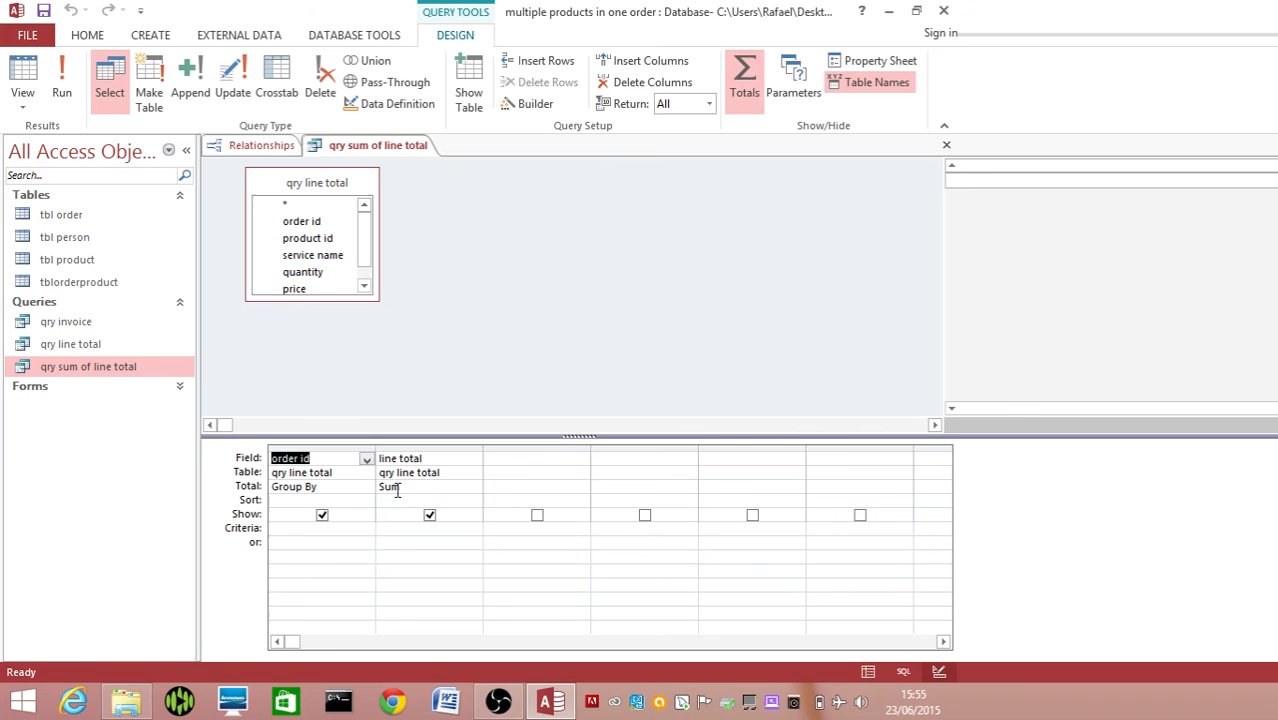 QUERY TOOLS
multiple products in one order : Database- C:\Users\Rafael\Deskt...
?
FILE
HOME
CREATE
EXTERNAL DATA
DATABASE TOOLS
DESIGN
Sign in
View
Run
Results
Select
Make Table
Append
Update
Crosstab
Delete
Union
Pass-Through
Data Definition
Query Type
Show Table
Insert Rows
Delete Rows
Builder
Insert Columns
Delete Columns
Return: All
Query Setup
Totals
Parameters
Property Sheet
XYZ Table Names
Show/Hide
All Access Obje...
Search...
Tables
tbl order
tbl person
tbl product
tblorderproduct
Queries
qry invoice
qry line total
qry sum of line total
Forms
Relationships
qry sum of line total
qry line total
*
order id
product id
service name
quantity
price
Field: order id line total
Table: qry line total qry line total
Total: Group By Sum
Sort:
Show:
Criteria:
or:
Ready
SQL
15:55
23/06/2015